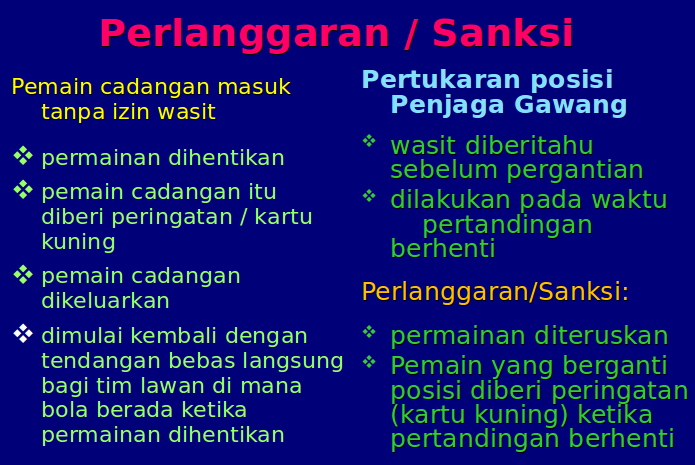 Perlanggaran / Sanksi
Pemain cadangan masuk
tanpa izin wasit
❖ permainan dihentikan
❖ pemain cadangan itu
diberi peringatan / kartu
kuning
❖ pemain cadangan
dikeluarkan
❖ dimulai kembali dengan
tendangan bebas langsung
bagi tim lawan di mana
bola berada ketika
permainan dihentikan
Pertukaran posisi
Penjaga Gawang
❖ wasit diberitahu
sebelum pergantian
❖ dilakukan pada waktu
pertandingan
berhenti
Perlanggaran/Sanksi:
❖ permainan diteruskan
❖ Pemain yang berganti
posisi diberi peringatan
(kartu kuning) ketika
pertandingan berhenti